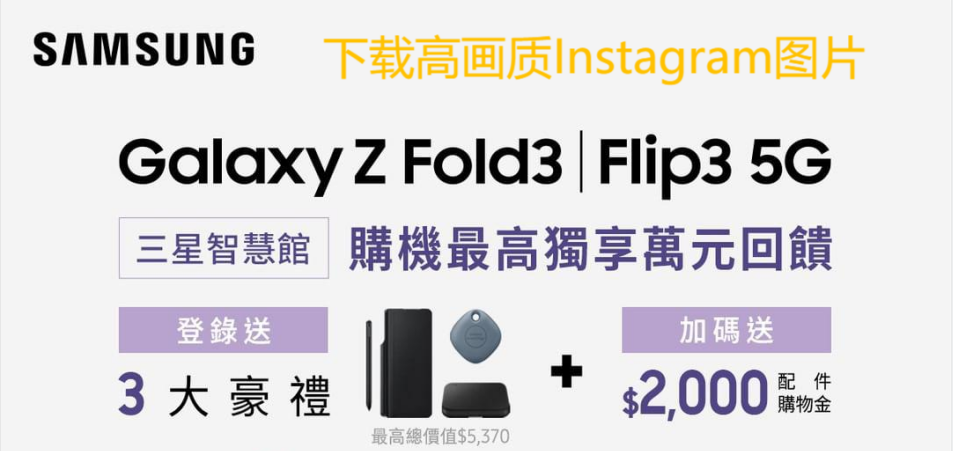 SAMSUNG
下载高画质Instagram图片
Galaxy Z Fold3 | Flip3 5G
三星智慧館
購機最高獨享萬元回饋
登錄送
3大豪禮
最高總價值$5,370
+
加碼送
$2,000
配件
購物金